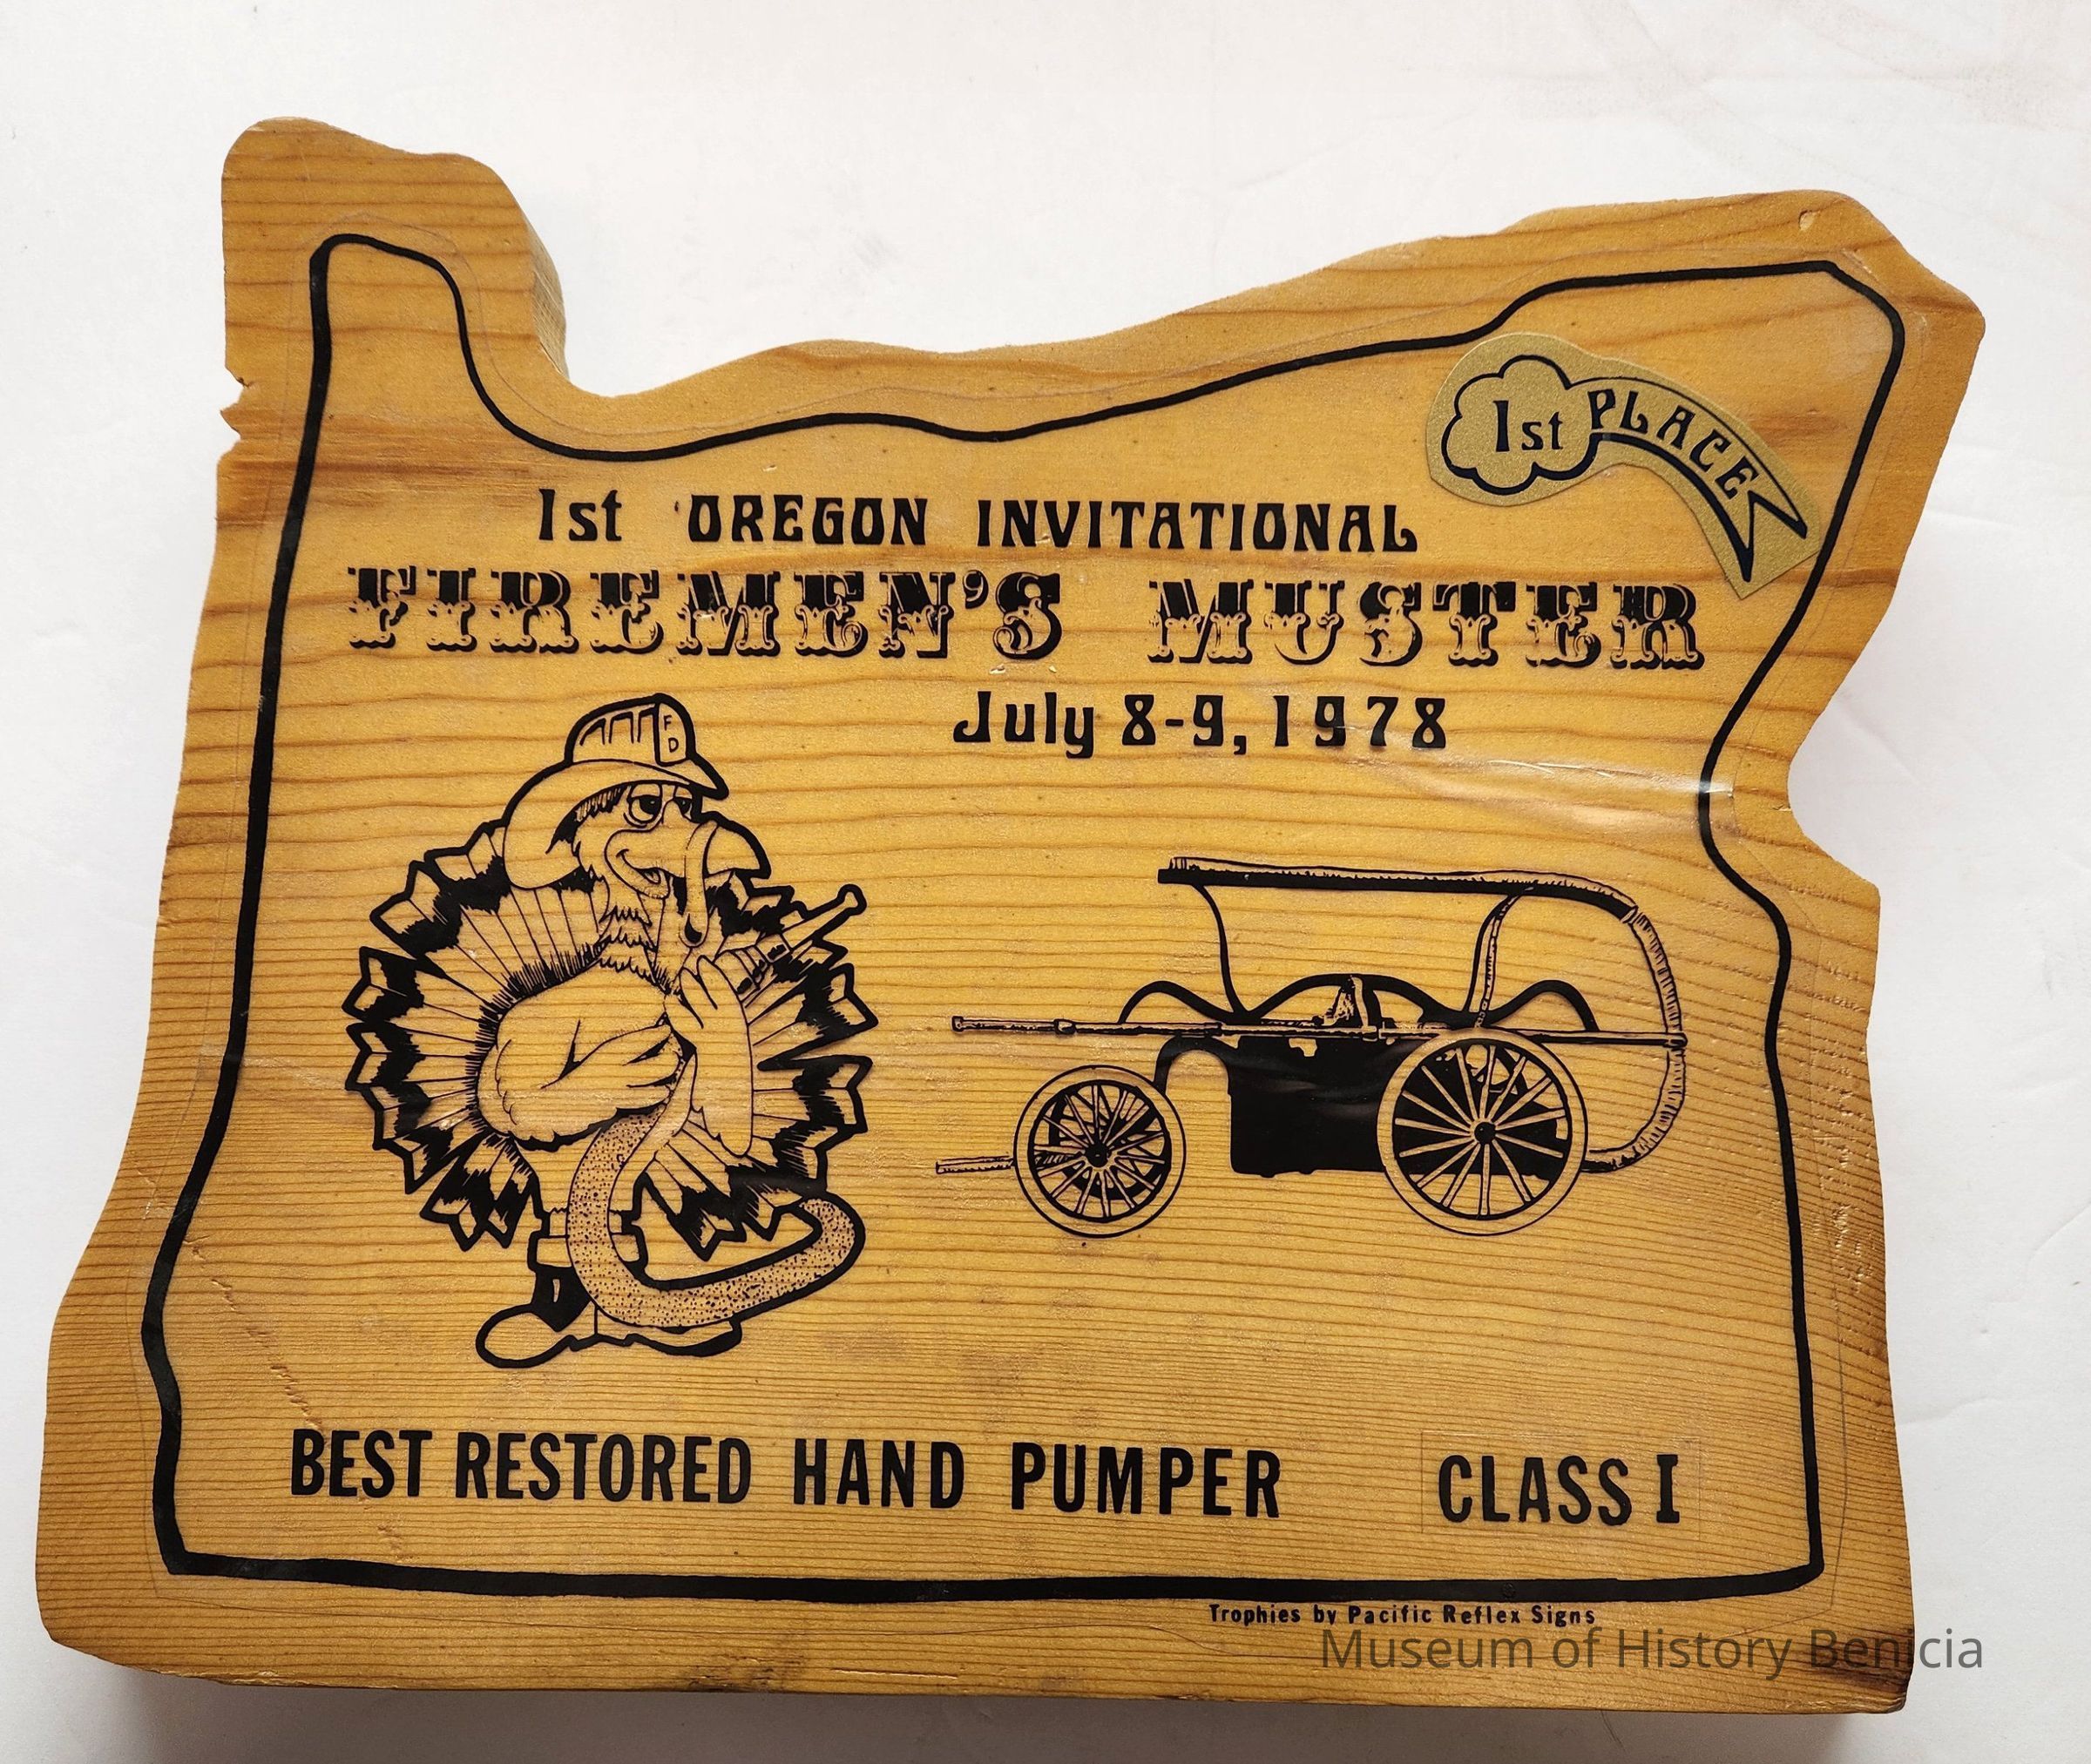 1st PLACE
1st OREGON INVITATIONAL
FIREMEN'S MUSTER
July 8-9, 1978
FD
BEST RESTORED HAND PUMPER CLASS I
Trophies by Pacific Reflex Signs
Museum of History Benicia